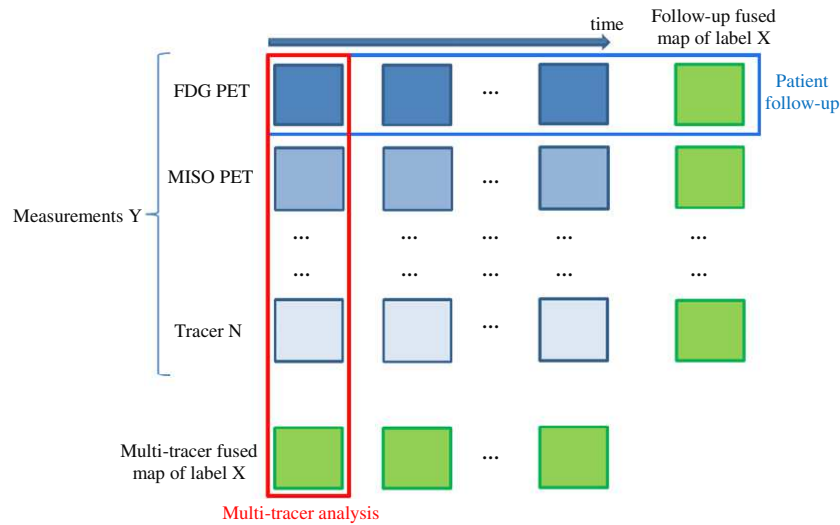 time
Follow-up fused
map of label X
FDG PET
...
Patient
follow-up
MISO PET
...
Measurements Y
... ... ... ... ...
... ... ... ... ...
Tracer N
...
Multi-tracer fused
map of label X
...
Multi-tracer analysis